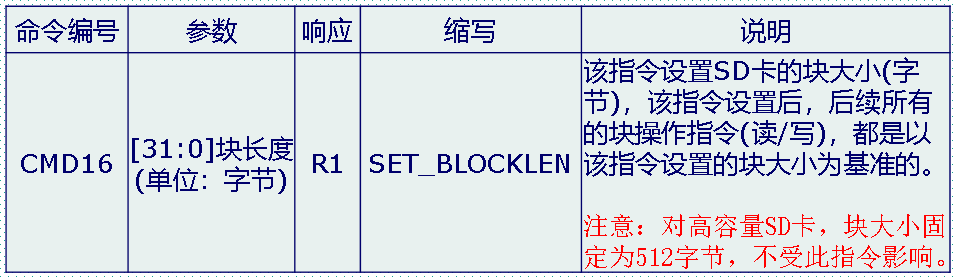 命令编号 参数 响应 缩写 说明
CMD16 [31:0]块长度
(单位：字节) R1 SET_BLOCKLEN 该指令设置SD卡的块大小(字
节)，该指令设置后，后续所有
的块操作指令(读/写)，都是以
该指令设置的块大小为基准的。
注意：对高容量SD卡，块大小固
定为512字节，不受此指令影响。